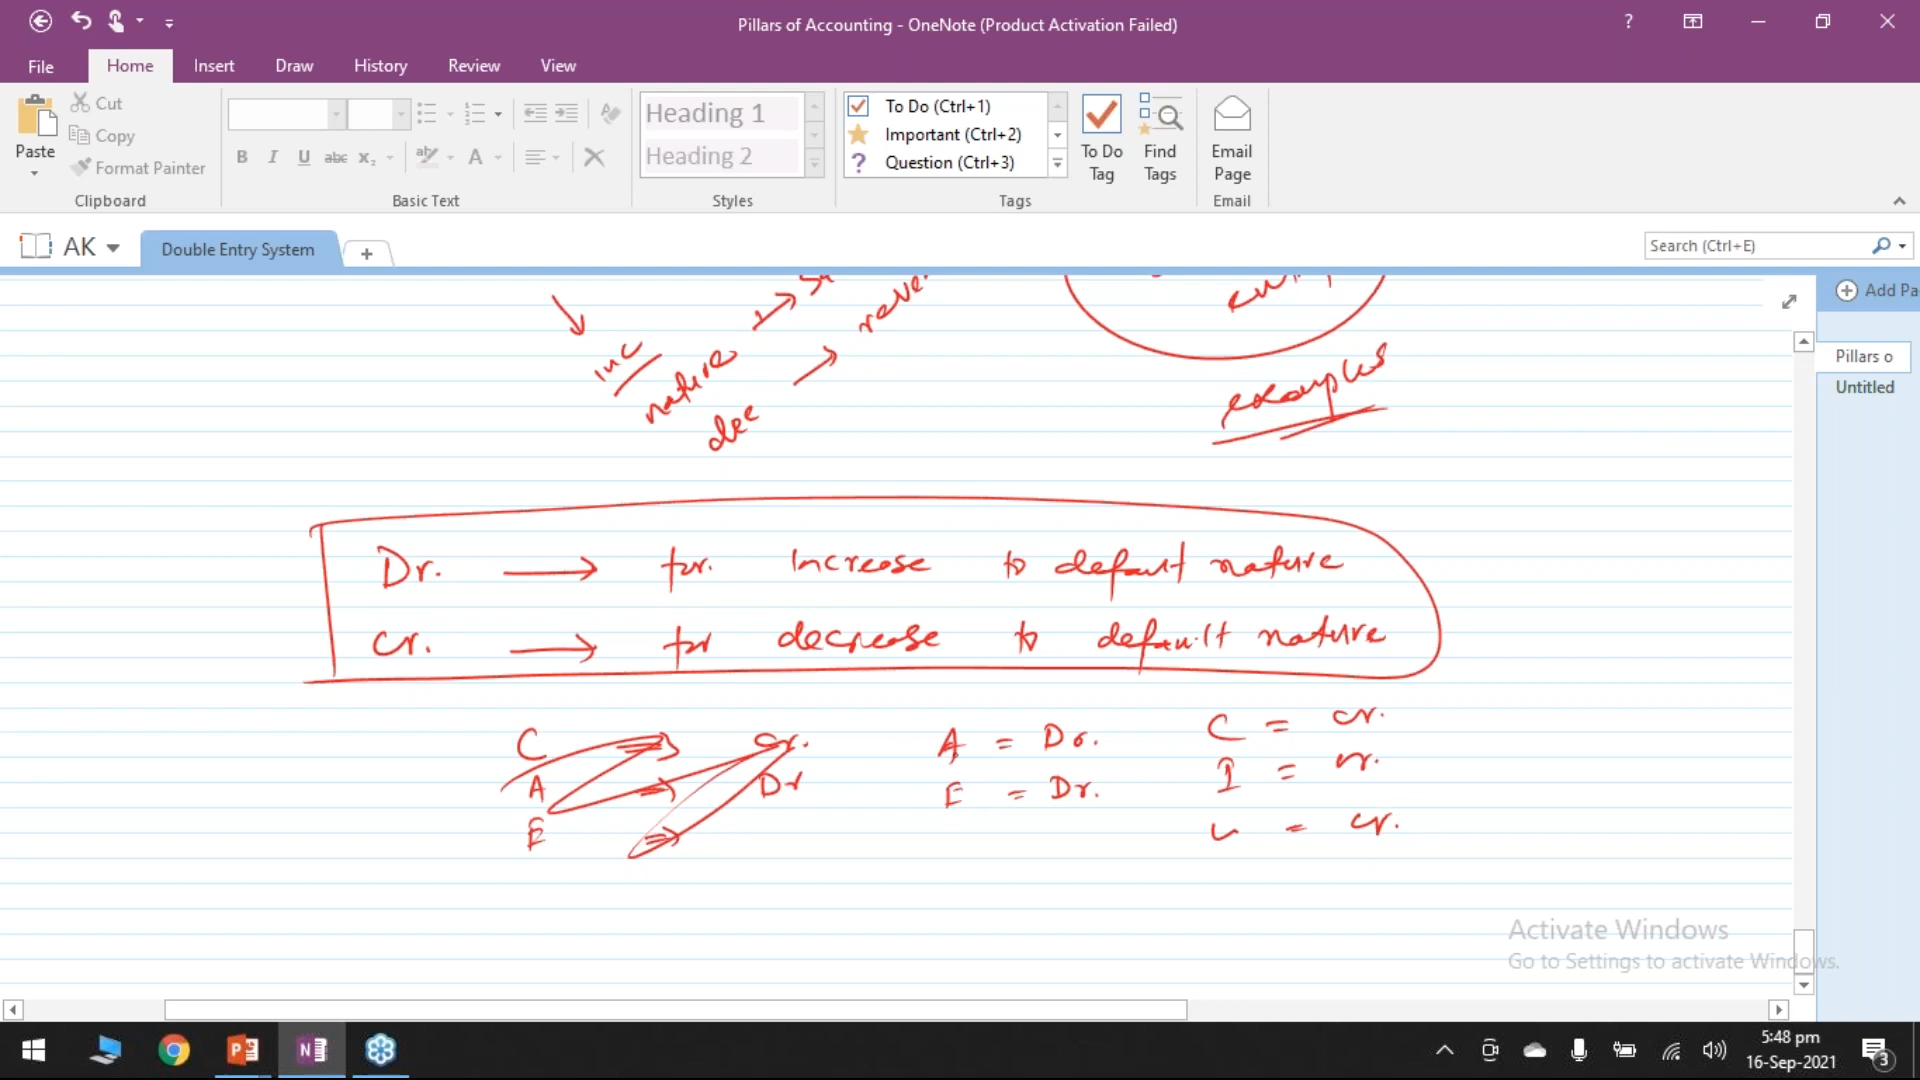 Pillars of Accounting - OneNote (Product Activation Failed)
?
File Home Insert Draw History Review View
Paste
Cut
Copy
Format Painter
Clipboard
B I U abc x₂ A
Basic Text
Heading 1
Heading 2
Styles
To Do (Ctrl+1)
Important (Ctrl+2)
Question (Ctrl+3)
Tags
To Do Tag
Find Tags
Email Page
Email
AK
Double Entry System
+
Search (Ctrl+E)
Add Pa
Pillars o
Untitled
inc
nature
dec
examples
Dr. → for. increase to default nature
Cr. → for decrease to default nature
C Cr.
A Dr
E
A = Dr.
E = Dr.
C = cr.
I = cr.
L = cr.
Activate Windows
Go to Settings to activate Windows.
5:48 pm
16-Sep-2021
3